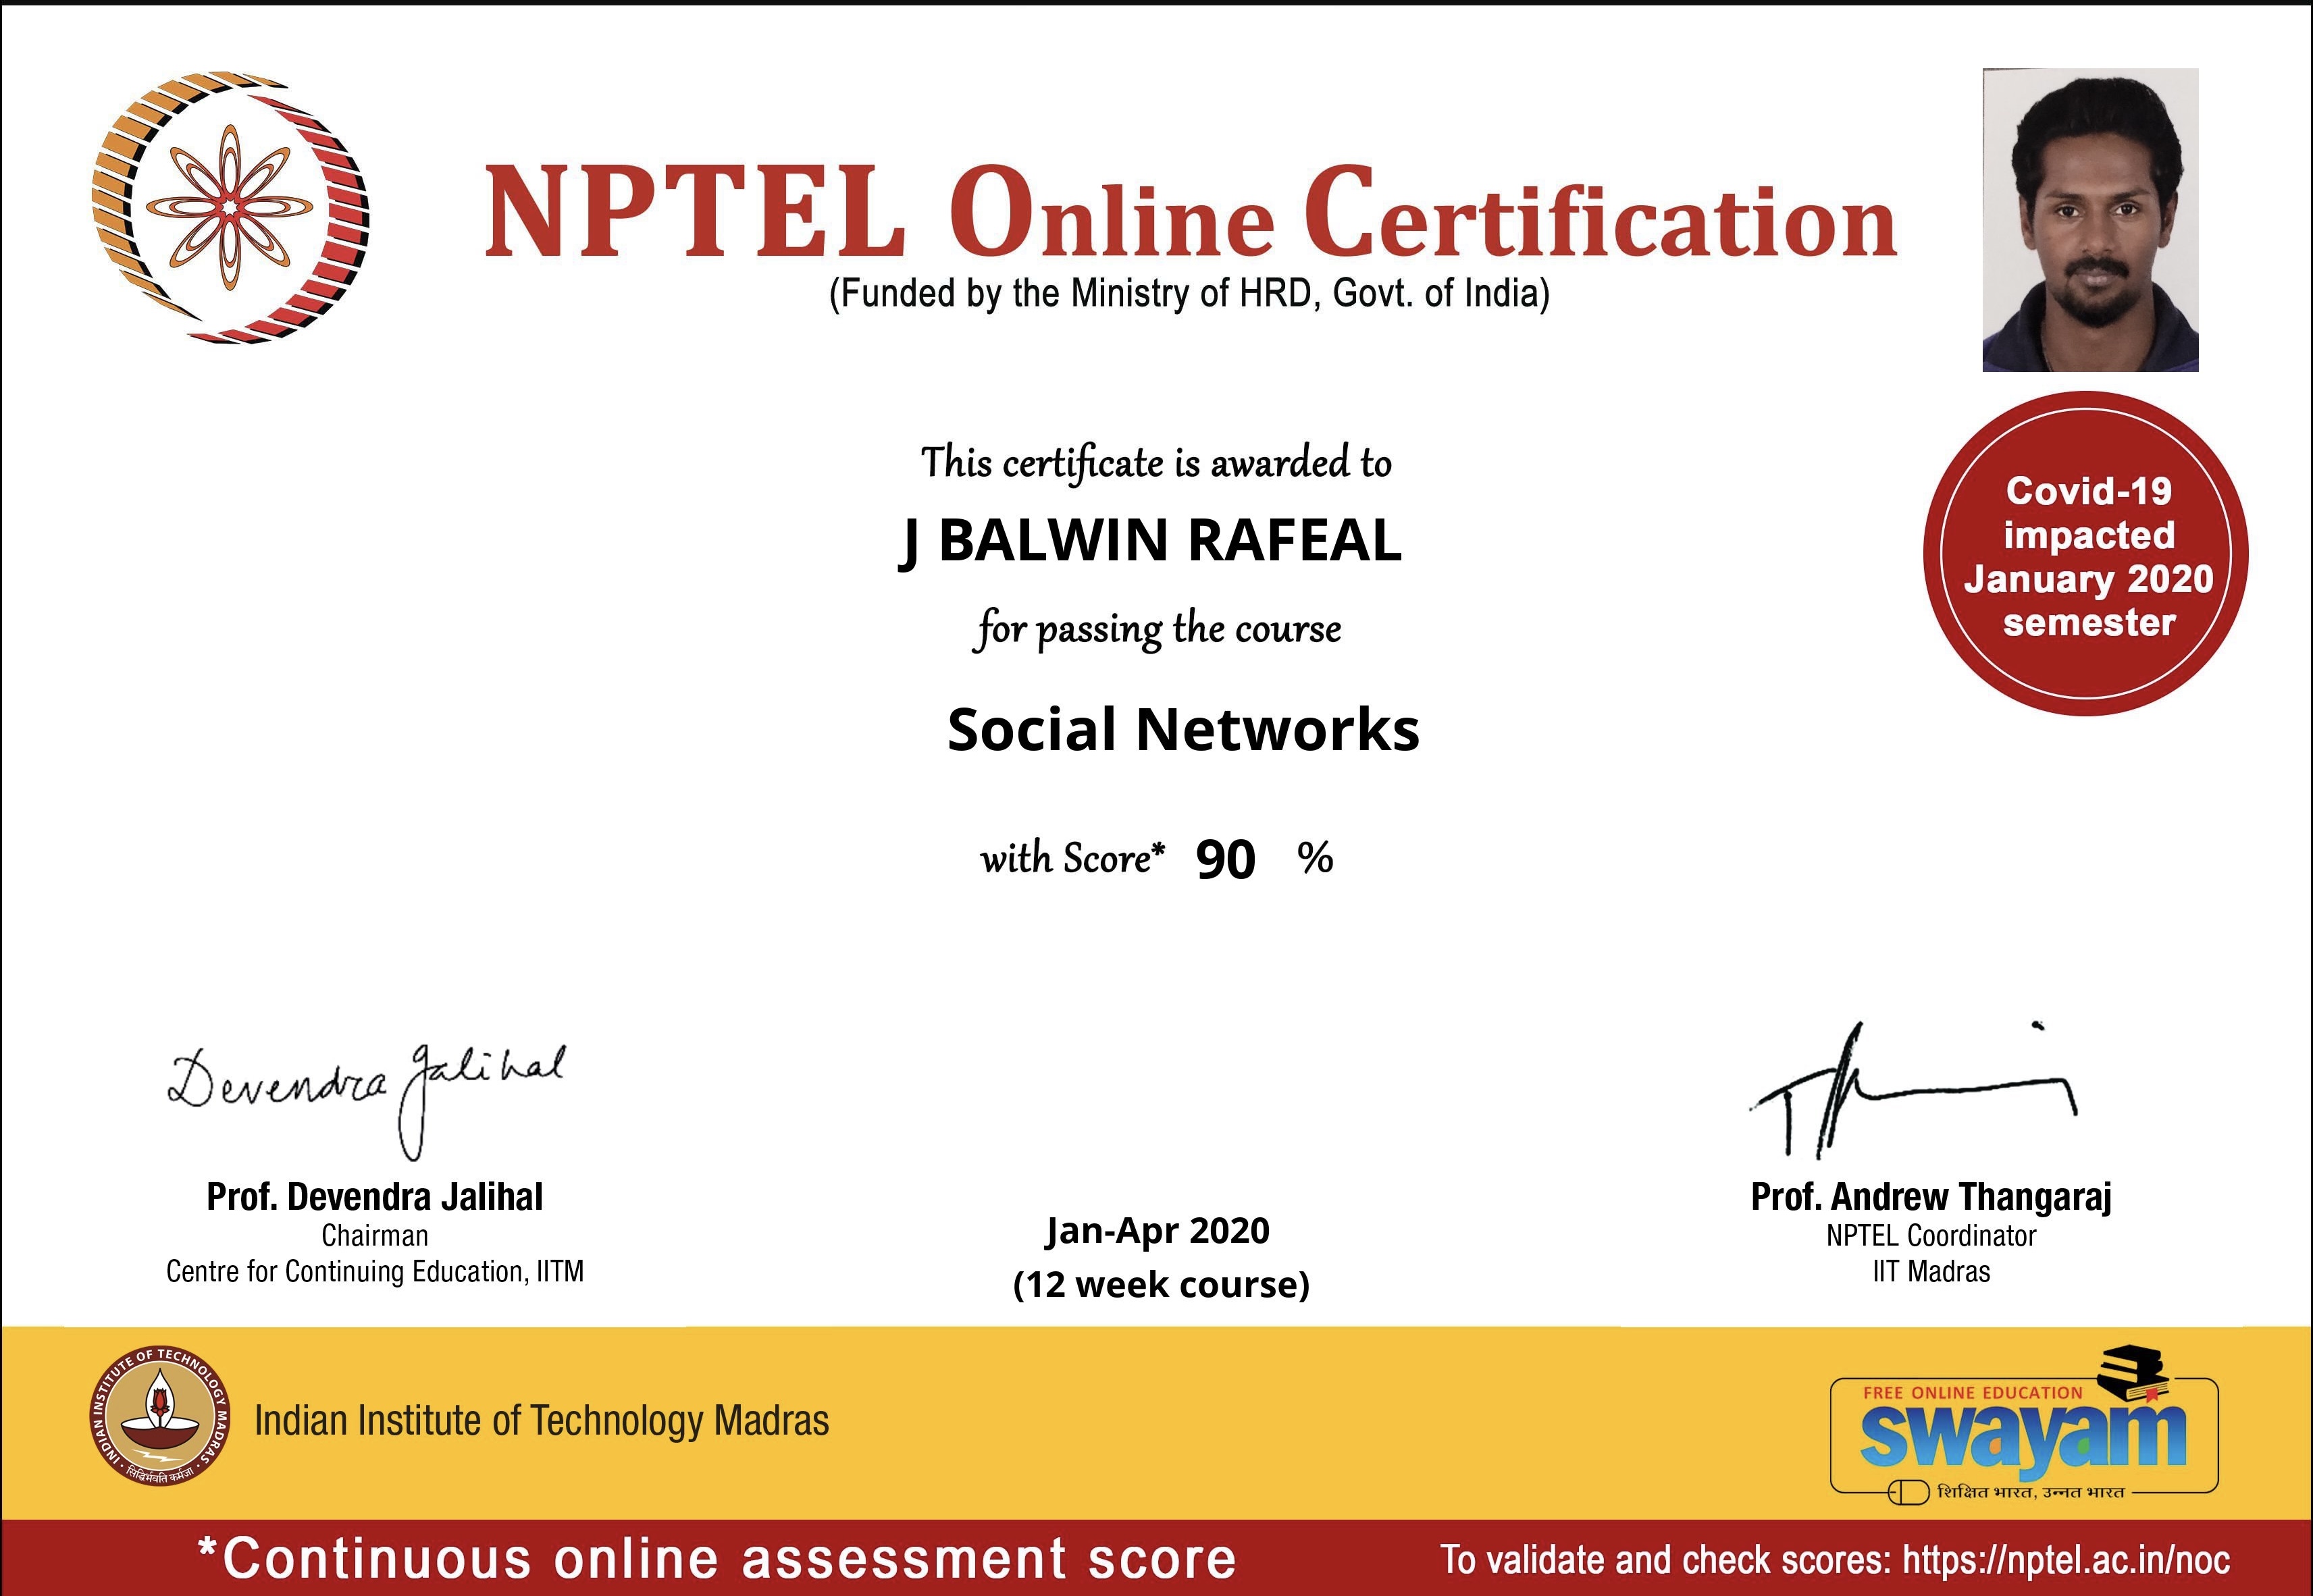 NPTEL Online Certification
(Funded by the Ministry of HRD, Govt. of India)
This certificate is awarded to
J BALWIN RAFEAL
for passing the course
Social Networks
with Score* 90 %
Covid-19
impacted
January 2020
semester
Devendra Jalihal
Prof. Devendra Jalihal
Chairman
Centre for Continuing Education, IITM
Jan-Apr 2020
(12 week course)
Prof. Andrew Thangaraj
NPTEL Coordinator
IIT Madras
INDIAN INSTITUTE OF TECHNOLOGY MADRAS
सिद्धिर्भवति कर्मजा
Indian Institute of Technology Madras
FREE ONLINE EDUCATION
swayam
शिक्षित भारत, उन्नत भारत
*Continuous online assessment score
To validate and check scores: https://nptel.ac.in/noc